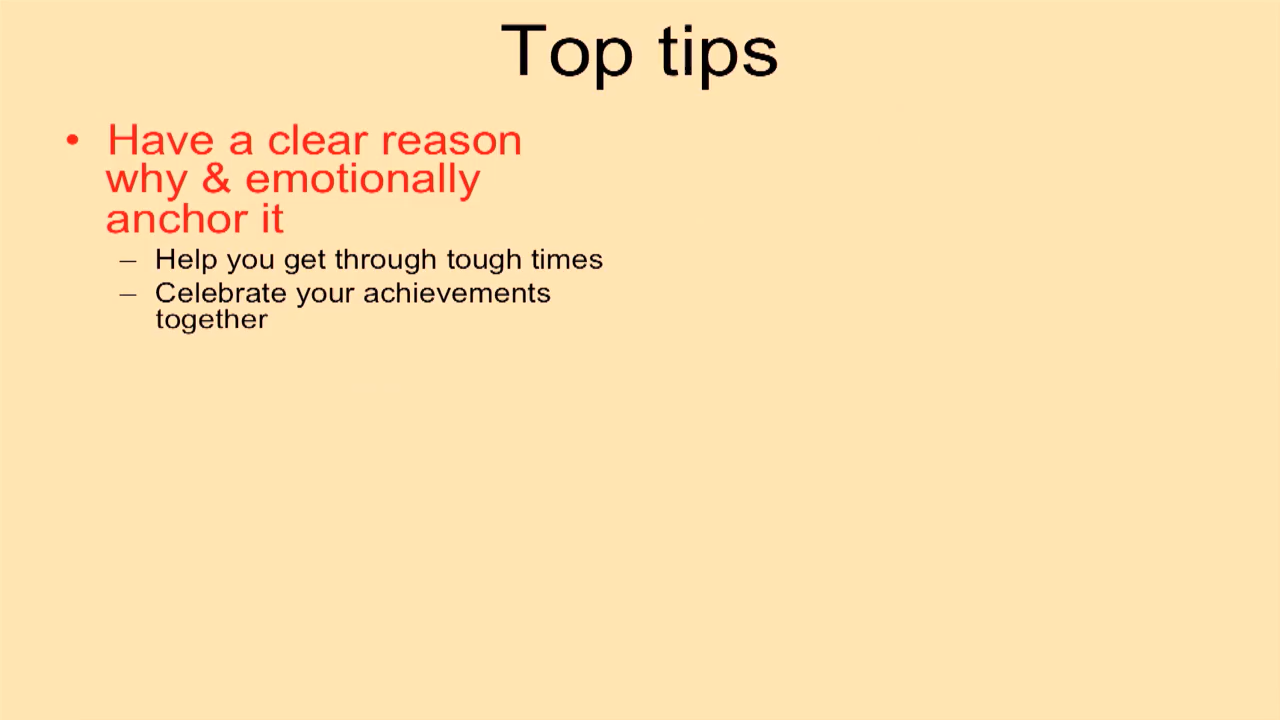 Top tips
• Have a clear reason
why & emotionally
anchor it
– Help you get through tough times
– Celebrate your achievements
together